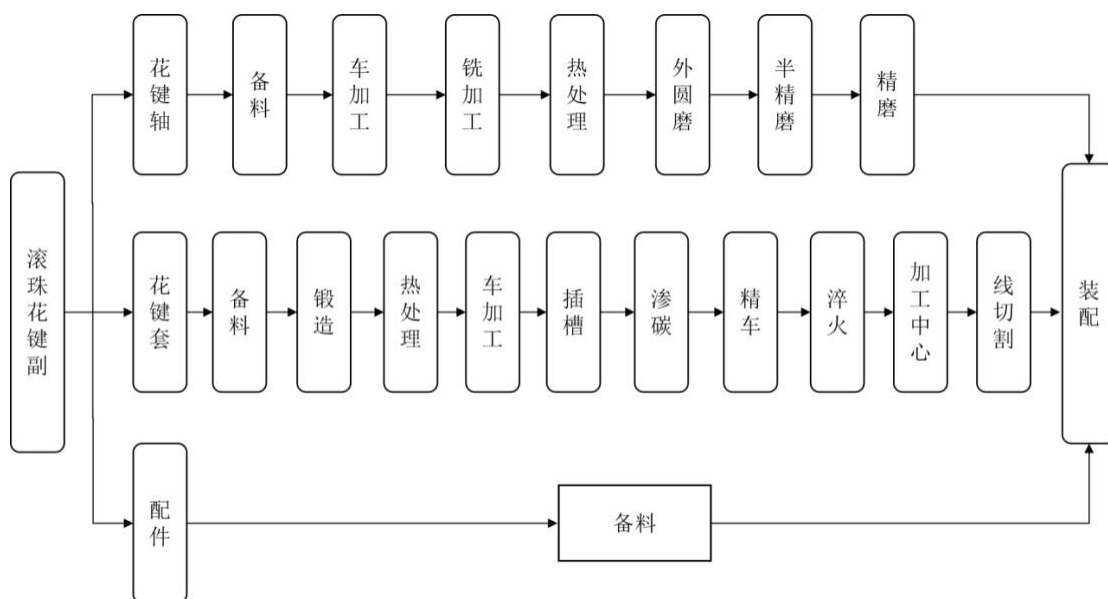 滚珠花键副
花键轴
备料
车加工
铣加工
热处理
外圆磨
半精磨
精磨
花键套
备料
锻造
热处理
车加工
插槽
渗碳
精车
淬火
加工中心
线切割
装配
配件
备料